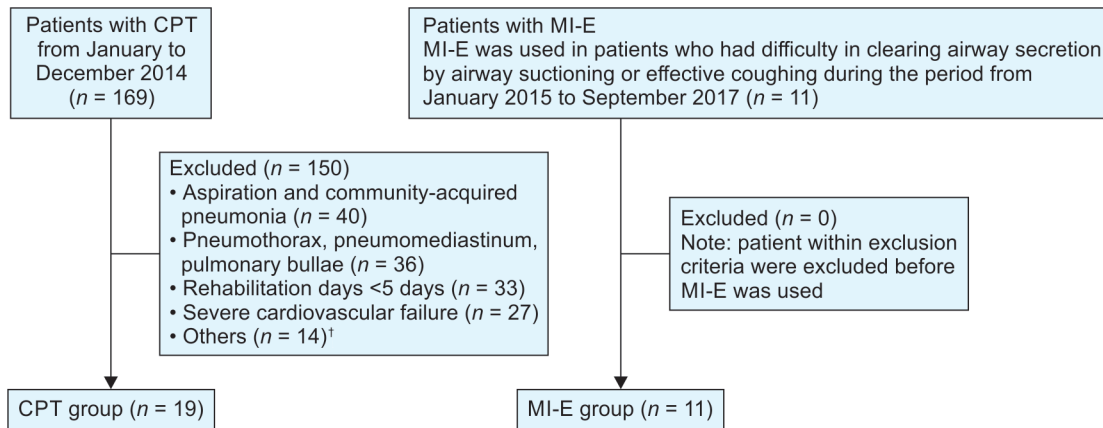 Patients with CPT
from January to
December 2014
(n = 169)
Patients with MI-E
MI-E was used in patients who had difficulty in clearing airway secretion
by airway suctioning or effective coughing during the period from
January 2015 to September 2017 (n = 11)
Excluded (n = 150)
• Aspiration and community-acquired
pneumonia (n = 40)
• Pneumothorax, pneumomediastinum,
pulmonary bullae (n = 36)
• Rehabilitation days <5 days (n = 33)
• Severe cardiovascular failure (n = 27)
• Others (n = 14)†
Excluded (n = 0)
Note: patient within exclusion
criteria were excluded before
MI-E was used
CPT group (n = 19)
MI-E group (n = 11)